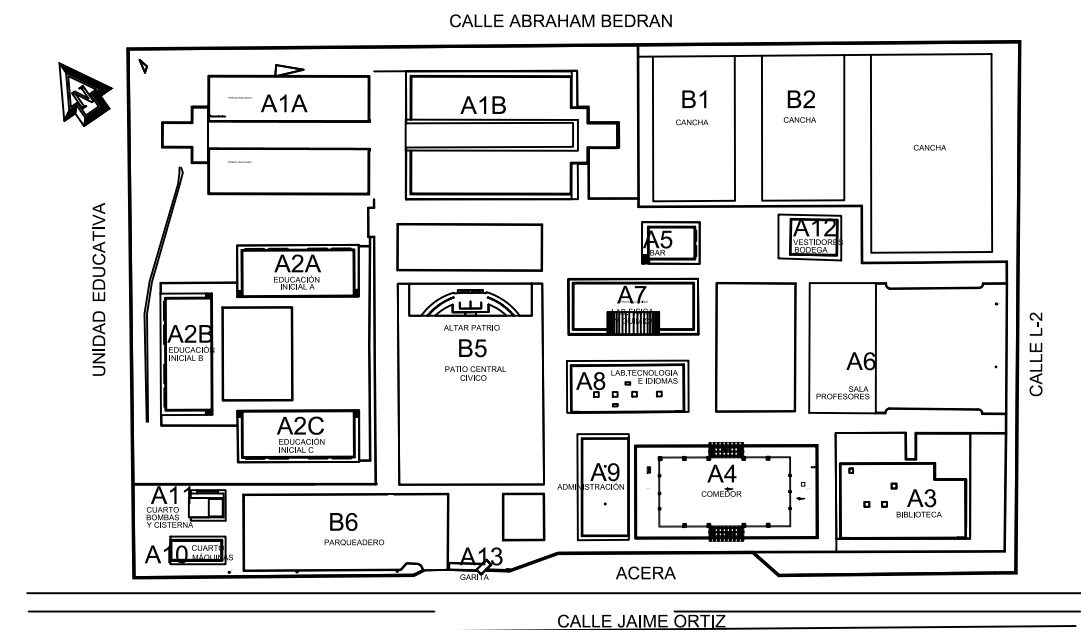 CALLE ABRAHAM BEDRAN
N
A1A
A1B
B1
CANCHA
B2
CANCHA
CANCHA
UNIDAD EDUCATIVA
A2A
EDUCACIÓN
INICIAL A
A5
BAR
A12
VESTIDORES
BODEGA
A2B
EDUCACIÓN
INICIAL B
ALTAR PATRIO
B5
PATIO CENTRAL
CIVICO
A7
LAB.FISICA
A6
SALA
PROFESORES
CALLE L-2
A8
LAB.TECNOLOGIA
E IDIOMAS
A2C
EDUCACIÓN
INICIAL C
A9
ADMINISTRACIÓN
A4
COMEDOR
A3
BIBLIOTECA
A11
CUARTO
BOMBAS
Y CISTERNA
B6
PARQUEADERO
A10
CUARTO
MÁQUINAS
A13
GARITA
ACERA
CALLE JAIME ORTIZ